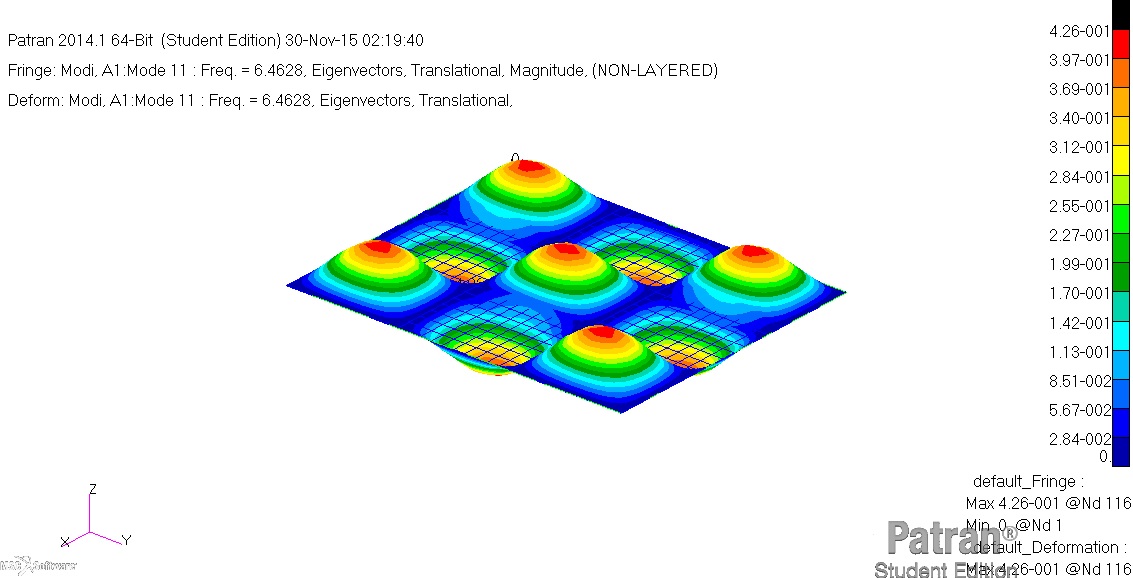 Patran 2014.1 64-Bit (Student Edition) 30-Nov-15 02:19:40
Fringe: Modi, A1:Mode 11 : Freq. = 6.4628, Eigenvectors, Translational, Magnitude, (NON-LAYERED)
Deform: Modi, A1:Mode 11 : Freq. = 6.4628, Eigenvectors, Translational,
4.26-001
3.97-001
3.69-001
3.40-001
3.12-001
2.84-001
2.55-001
2.27-001
1.99-001
1.70-001
1.42-001
1.13-001
8.51-002
5.67-002
2.84-002
0.
Z
X
Y
default_Fringe :
Max 4.26-001 @Nd 116
Min 0. @Nd 1
default_Deformation :
Max 4.26-001 @Nd 116
Patran®
Student Edition
Software